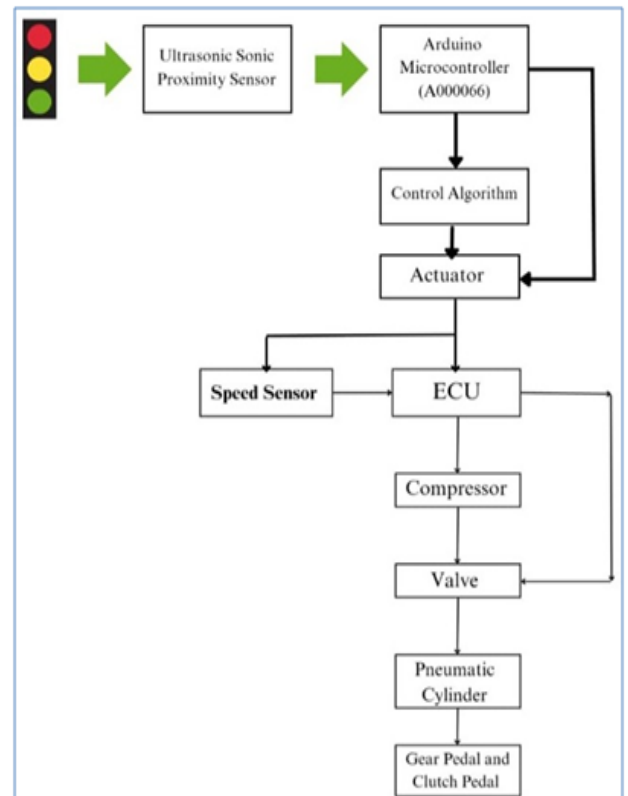 Ultrasonic Sonic
Proximity Sensor
Arduino
Microcontroller
(A000066)
Control Algorithm
Actuator
Speed Sensor
ECU
Compressor
Valve
Pneumatic
Cylinder
Gear Pedal and
Clutch Pedal